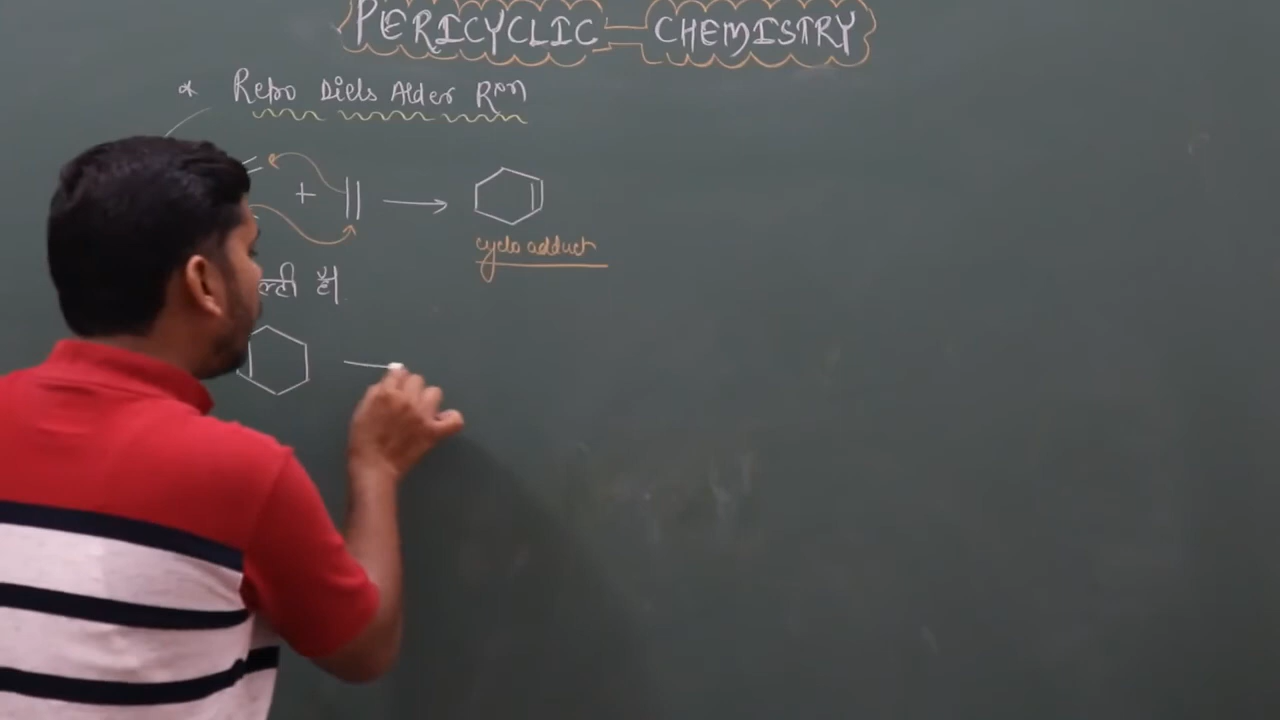 PERICYCLIC CHEMISTRY
* Retro Diels Alder Rxn
+
cyclo adduct
है।